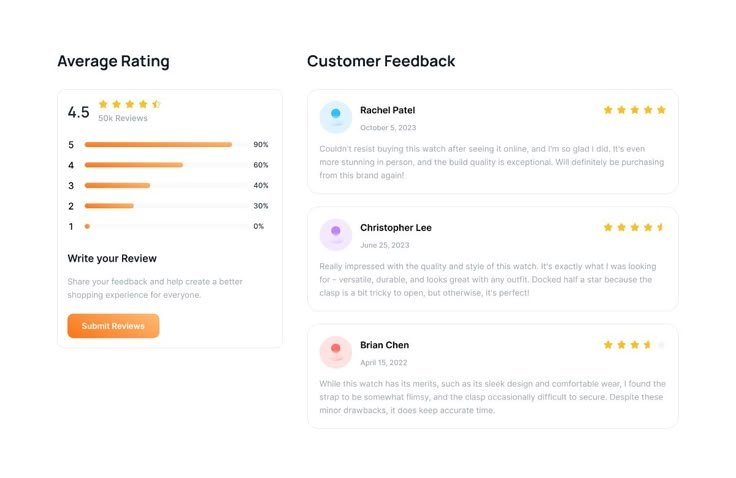 Average Rating
4.5
50k Reviews
5 90%
4 60%
3 40%
2 30%
1 0%
Write your Review
Share your feedback and help create a better
shopping experience for everyone.
Submit Reviews
Customer Feedback
Rachel Patel
October 5, 2023
Couldn't resist buying this watch after seeing it online, and I'm so glad I did. It's even
more stunning in person, and the build quality is exceptional. Will definitely be purchasing
from this brand again!
Christopher Lee
June 25, 2023
Really impressed with the quality and style of this watch. It's exactly what I was looking
for – versatile, durable, and looks great with any outfit. Docked half a star because the
clasp is a bit tricky to open, but otherwise, it's perfect!
Brian Chen
April 15, 2022
While this watch has its merits, such as its sleek design and comfortable wear, I found the
strap to be somewhat flimsy, and the clasp occasionally difficult to secure. Despite these
minor drawbacks, it does keep accurate time.